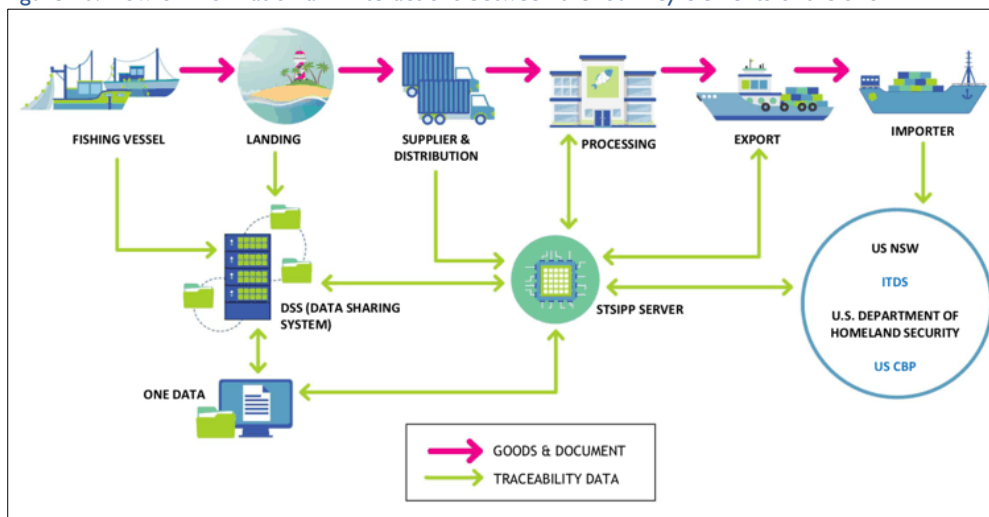 FISHING VESSEL
LANDING
SUPPLIER &
DISTRIBUTION
PROCESSING
EXPORT
IMPORTER
DSS (DATA SHARING
SYSTEM)
STSIPP SERVER
US NSW
ITDS
U.S. DEPARTMENT OF
HOMELAND SECURITY
US CBP
ONE DATA
GOODS & DOCUMENT
TRACEABILITY DATA